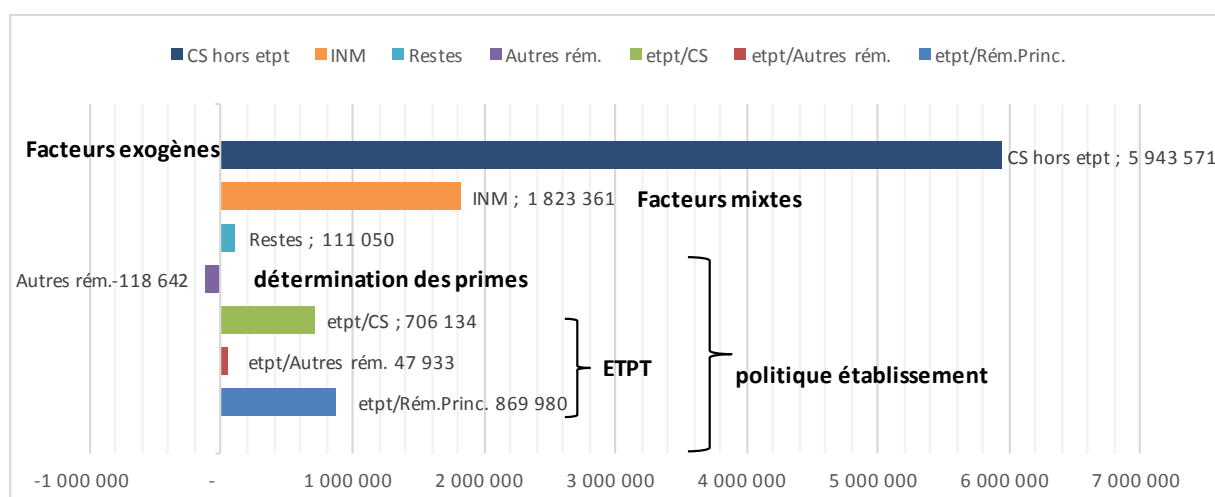 CS hors etpt INM Restes Autres rém. etpt/CS etpt/Autres rém. etpt/Rém.Princ.
Facteurs exogènes
CS hors etpt ; 5 943 571
INM ; 1 823 361
Facteurs mixtes
Restes ; 111 050
Autres rém.-118 642
détermination des primes
etpt/CS ; 706 134
etpt/Autres rém. 47 933
ETPT
politique établissement
etpt/Rém.Princ. 869 980
-1 000 000 - 1 000 000 2 000 000 3 000 000 4 000 000 5 000 000 6 000 000 7 000 000